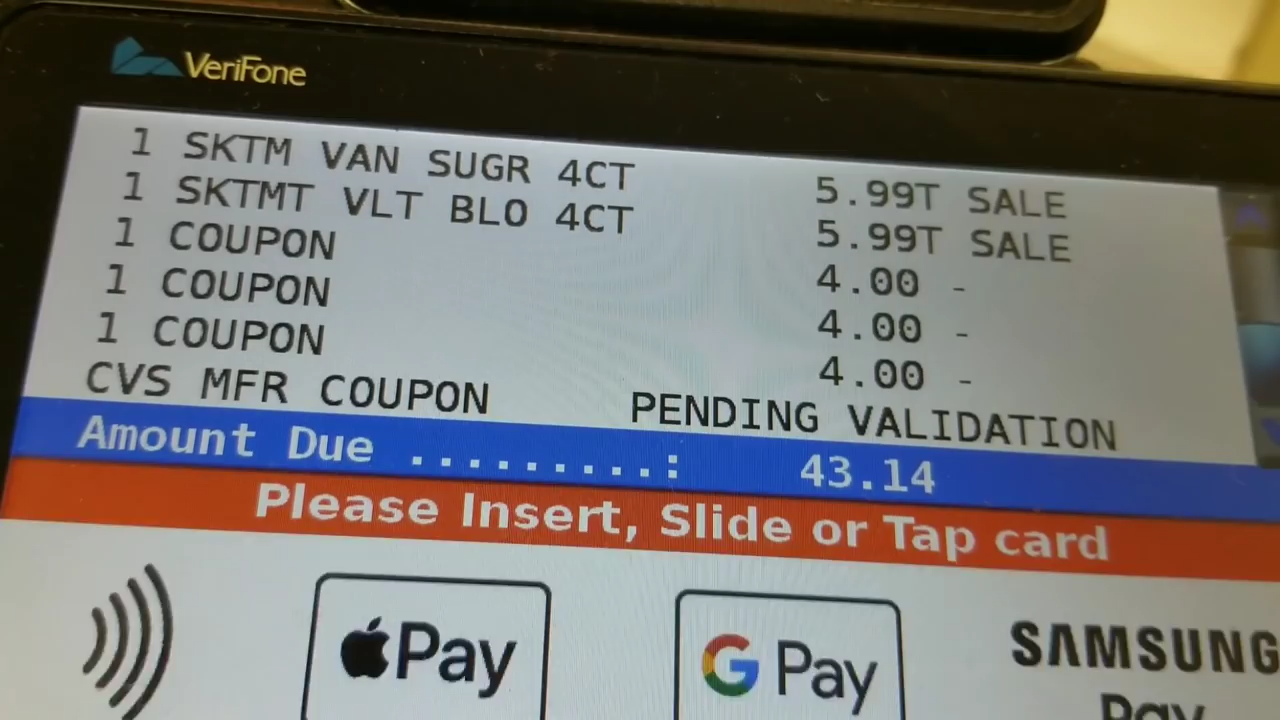 VeriFone
1 SKTM VAN SUGR 4CT 5.99T SALE
1 SKTMT VLT BLO 4CT 5.99T SALE
1 COUPON 4.00 -
1 COUPON 4.00 -
1 COUPON 4.00 -
CVS MFR COUPON PENDING VALIDATION
Amount Due .........: 43.14
Please Insert, Slide or Tap card
Pay
G Pay
SAMSUNG
Pay